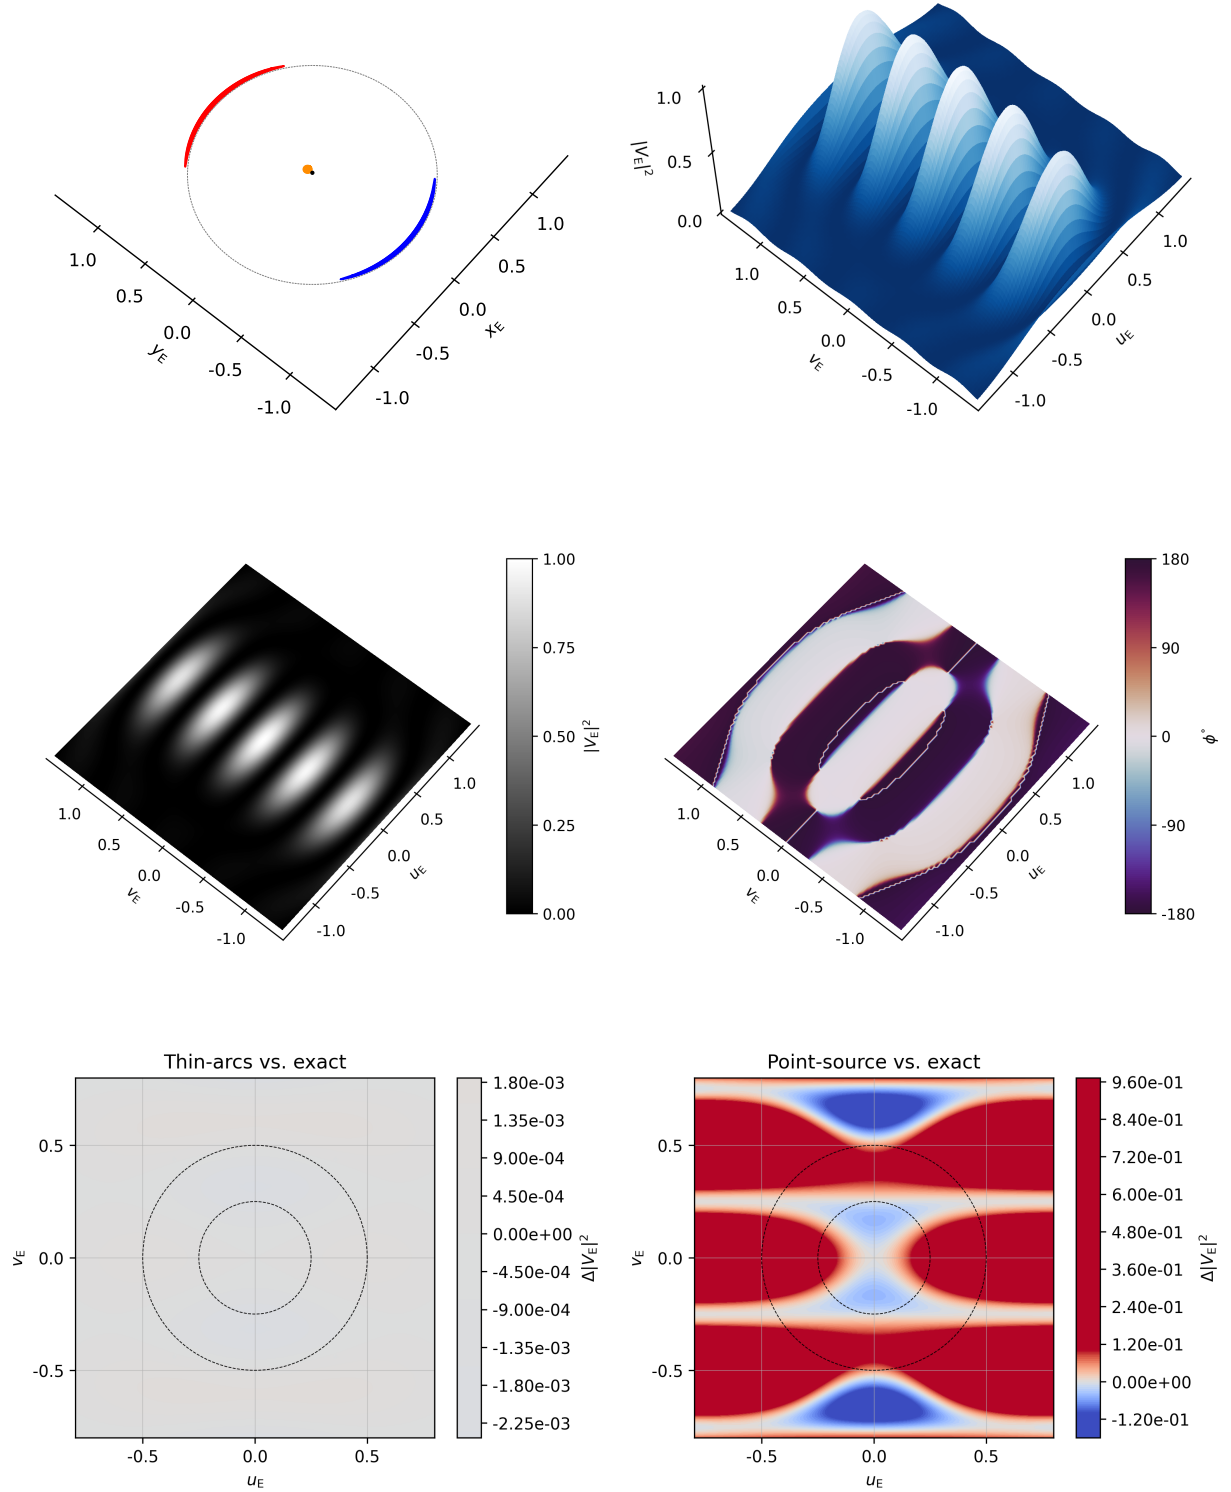 1.0
0.5
0.0
-0.5
-1.0
y_E
1.0
0.5
0.0
-0.5
-1.0
x_E
1.0
0.5
0.0
|V_E|²
1.0
0.5
0.0
-0.5
-1.0
v_E
1.0
0.5
0.0
-0.5
-1.0
u_E
1.0
0.5
0.0
-0.5
-1.0
v_E
1.0
0.5
0.0
-0.5
-1.0
u_E
1.00
0.75
0.50
0.25
0.00
|V_E|²
1.0
0.5
0.0
-0.5
-1.0
v_E
1.0
0.5
0.0
-0.5
-1.0
u_E
180
90
0
-90
-180
ϕ°
Thin-arcs vs. exact
0.5
0.0
-0.5
v_E
-0.5 0.0 0.5
u_E
1.80e-03
1.35e-03
9.00e-04
4.50e-04
0.00e+00
-4.50e-04
-9.00e-04
-1.35e-03
-1.80e-03
-2.25e-03
Δ|V_E|²
Point-source vs. exact
0.5
0.0
-0.5
v_E
-0.5 0.0 0.5
u_E
9.60e-01
8.40e-01
7.20e-01
6.00e-01
4.80e-01
3.60e-01
2.40e-01
1.20e-01
0.00e+00
-1.20e-01
Δ|V_E|²